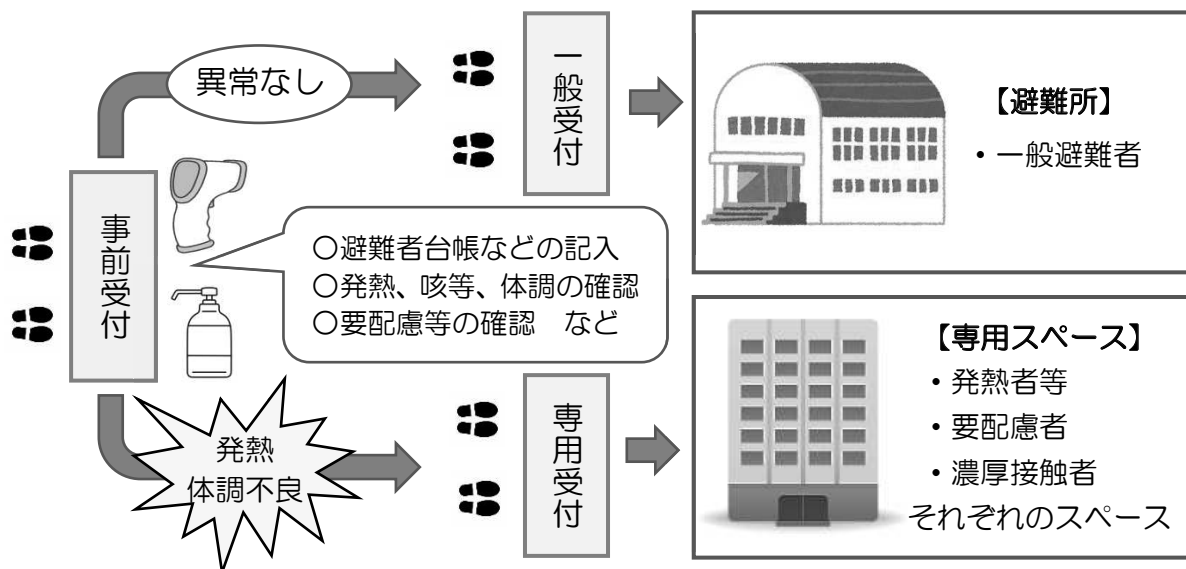 事前受付
異常なし
一般受付
【避難所】
・一般避難者
〇避難者台帳などの記入
〇発熱、咳等、体調の確認
〇要配慮等の確認　など
発熱
体調不良
専用受付
【専用スペース】
・発熱者等
・要配慮者
・濃厚接触者
それぞれのスペース